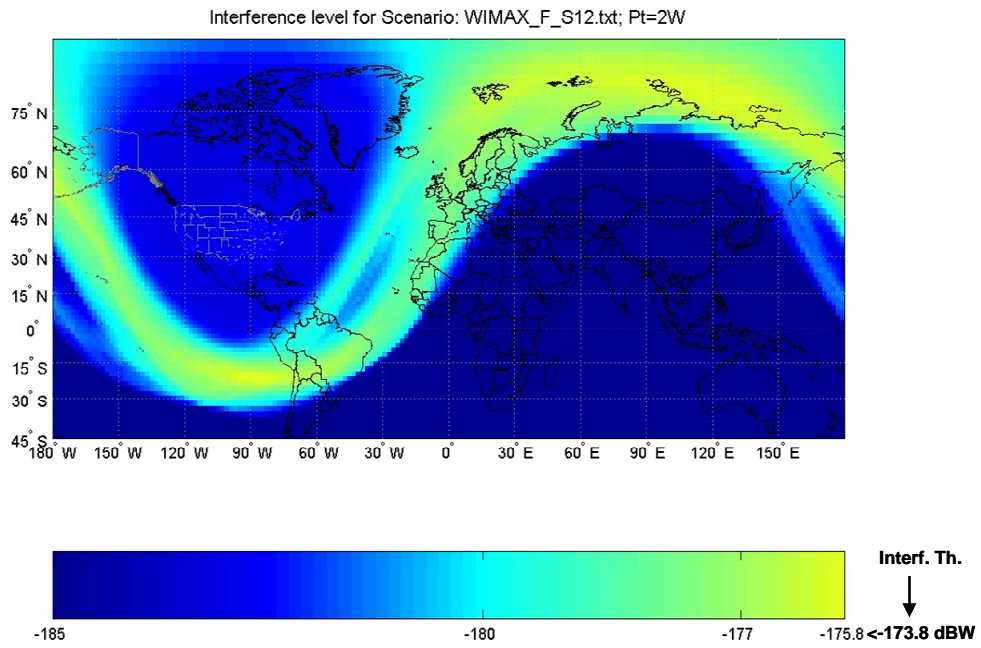 Interference level for Scenario: WIMAX_F_S12.txt; Pt=2W
75° N
60° N
45° N
30° N
15° N
0°
15° S
30° S
45° S
180° W 150° W 120° W 90° W 60° W 30° W 0° 30° E 60° E 90° E 120° E 150° E
Interf. Th.
-185 -180 -177 -175.8 <-173.8 dBW